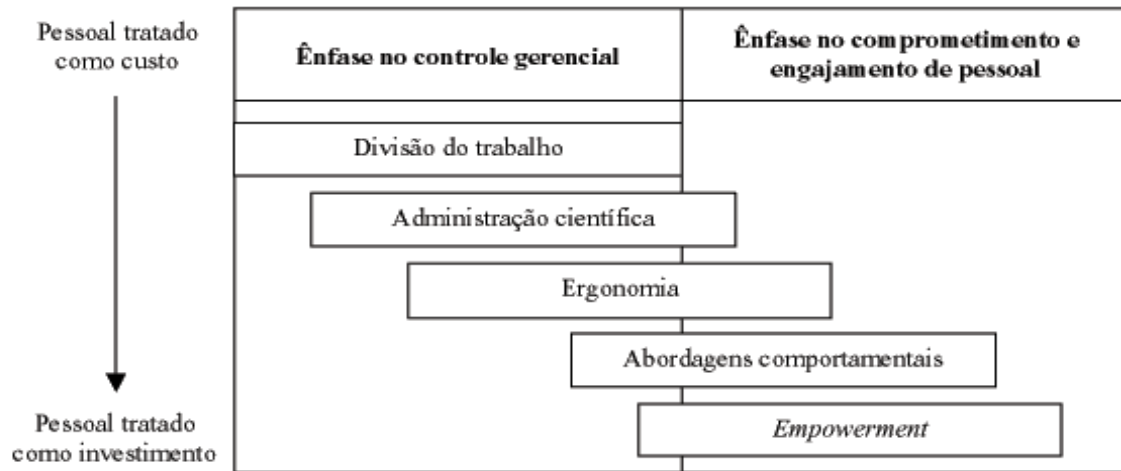 Pessoal tratado
como custo
Ênfase no controle gerencial
Ênfase no comprometimento e
engajamento de pessoal
Divisão do trabalho
Administração científica
Ergonomia
Abordagens comportamentais
Empowerment
Pessoal tratado
como investimento